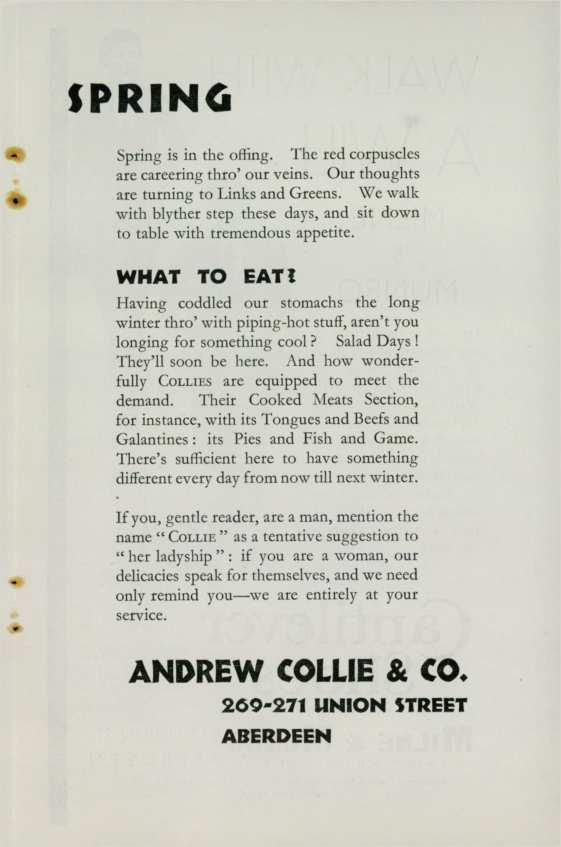 SPRING
Spring is in the offing. The red corpuscles
are careering thro' our veins. Our thoughts
are turning to Links and Greens. We walk
with blyther step these days, and sit down
to table with tremendous appetite.
WHAT TO EAT?
Having coddled our stomachs the long
winter thro' with piping-hot stuff, aren't you
longing for something cool? Salad Days!
They'll soon be here. And how wonder-
fully COLLIES are equipped to meet the
demand. Their Cooked Meats Section,
for instance, with its Tongues and Beefs and
Galantines: its Pies and Fish and Game.
There's sufficient here to have something
different every day from now till next winter.
If you, gentle reader, are a man, mention the
name "COLLIE" as a tentative suggestion to
"her ladyship": if you are a woman, our
delicacies speak for themselves, and we need
only remind you—we are entirely at your
service.
ANDREW COLLIE & CO.
269-271 UNION STREET
ABERDEEN